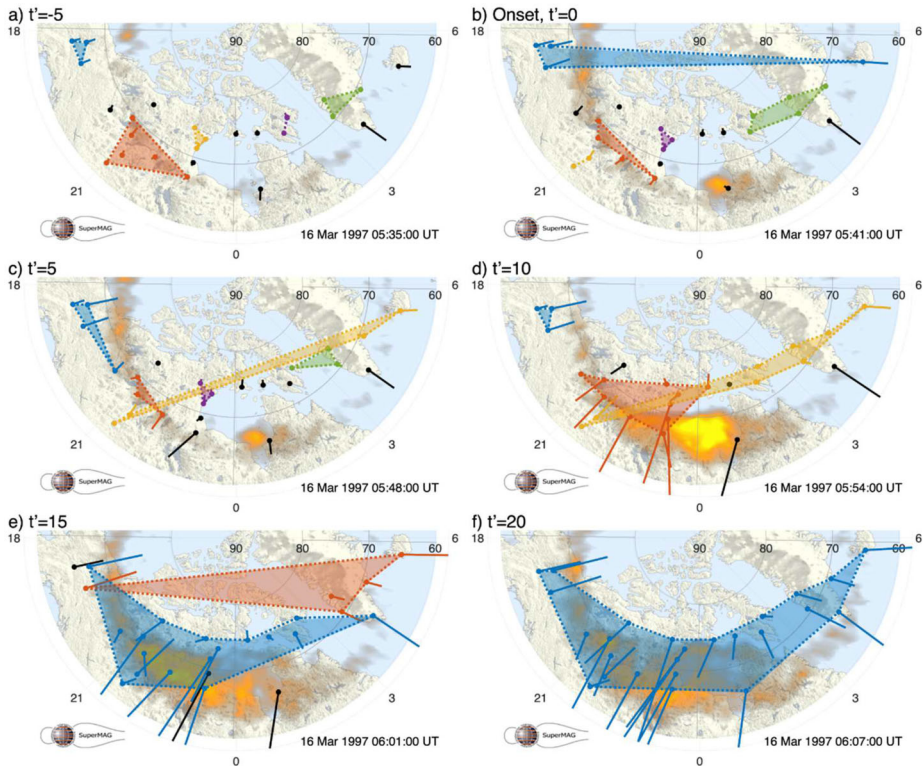 a) t'=-5
18 90 80 70 60 6
21 3
SuperMAG
16 Mar 1997 05:35:00 UT
0
b) Onset, t'=0
18 90 80 70 60 6
21 3
SuperMAG
16 Mar 1997 05:41:00 UT
0
c) t'=5
18 90 80 70 60 6
21 3
SuperMAG
16 Mar 1997 05:48:00 UT
0
d) t'=10
18 90 80 70 60 6
21 3
SuperMAG
16 Mar 1997 05:54:00 UT
0
e) t'=15
18 90 80 70 60 6
21 3
SuperMAG
16 Mar 1997 06:01:00 UT
0
f) t'=20
18 90 80 70 60 6
21 3
SuperMAG
16 Mar 1997 06:07:00 UT
0